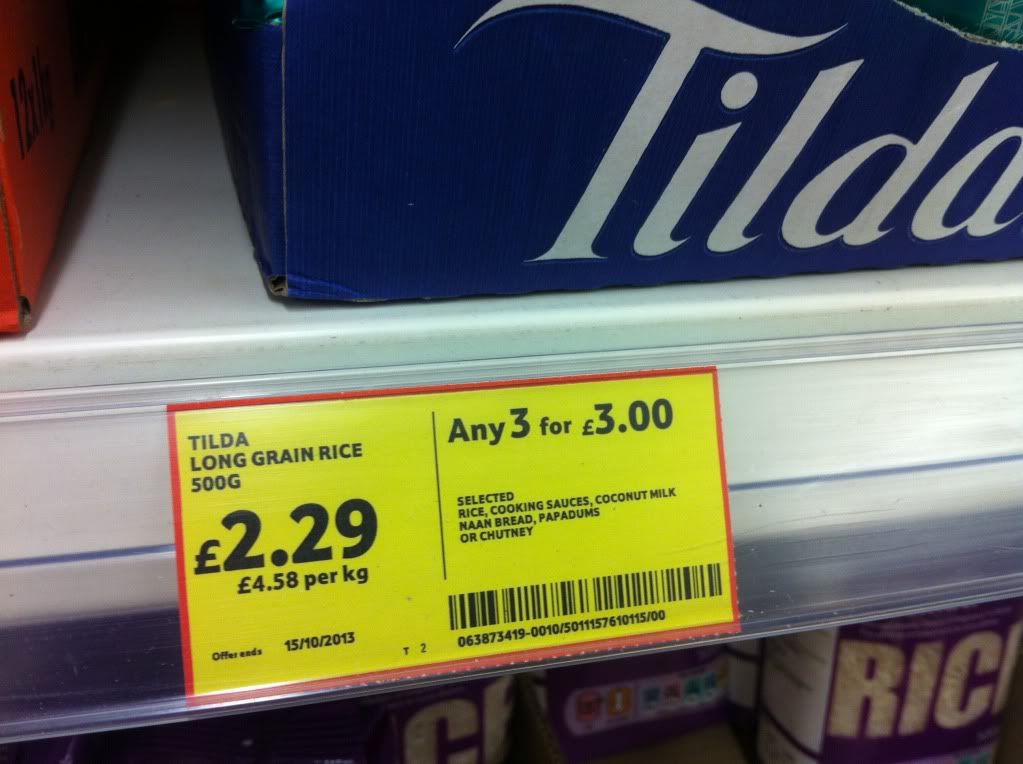 12x1kg
Tilda
TILDA
LONG GRAIN RICE
500G
£2.29
£4.58 per kg
Offer ends 15/10/2013
T 2
Any 3 for £3.00
SELECTED
RICE, COOKING SAUCES, COCONUT MILK
NAAN BREAD, PAPADUMS
OR CHUTNEY
063873419-0010/5011157610115/00
RIC